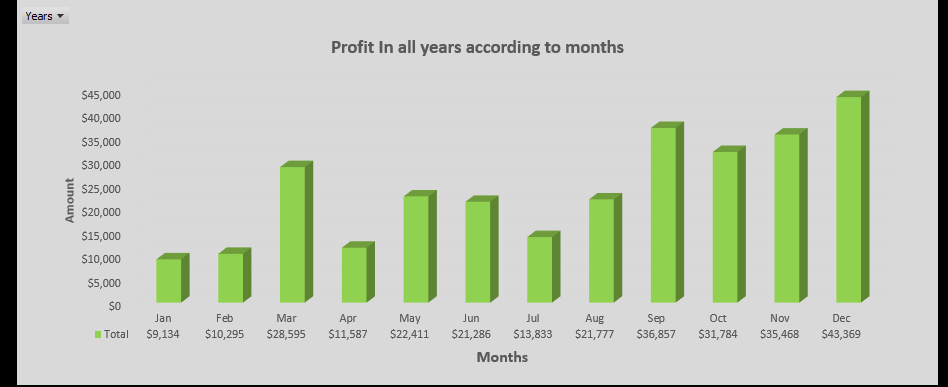 Years
Profit In all years according to months
$45,000
$40,000
$35,000
$30,000
$25,000
$20,000
$15,000
$10,000
$5,000
$0
Amount
Jan Feb Mar Apr May Jun Jul Aug Sep Oct Nov Dec
Total $9,134 $10,295 $28,595 $11,587 $22,411 $21,286 $13,833 $21,777 $36,857 $31,784 $35,468 $43,369
Months